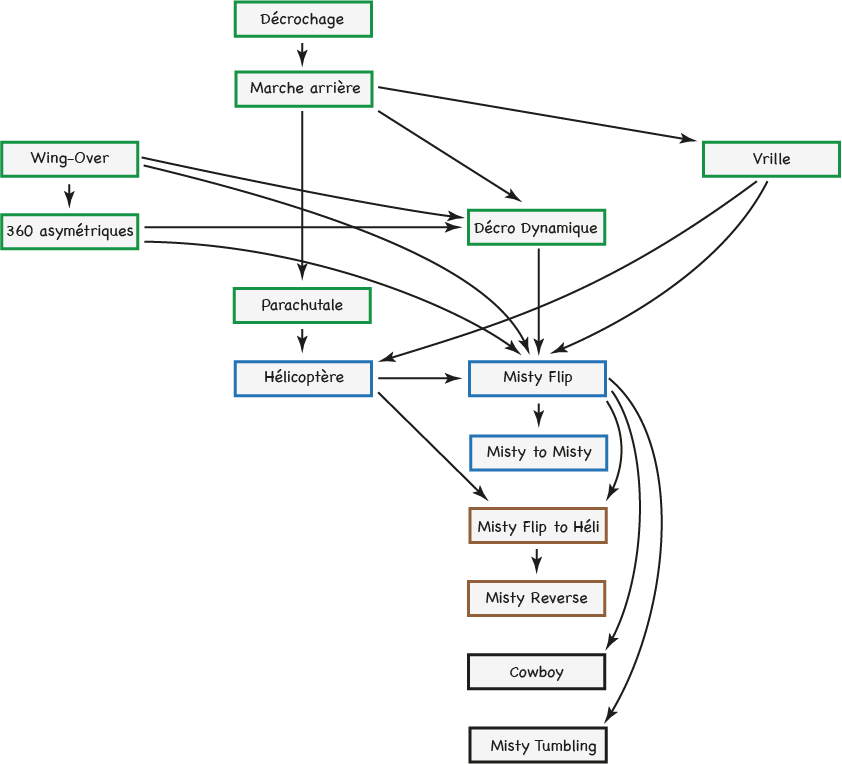 Décrochage
Marche arrière
Wing-Over
Vrille
360 asymétriques
Décro Dynamique
Parachutale
Hélicoptère
Misty Flip
Misty to Misty
Misty Flip to Héli
Misty Reverse
Cowboy
Misty Tumbling